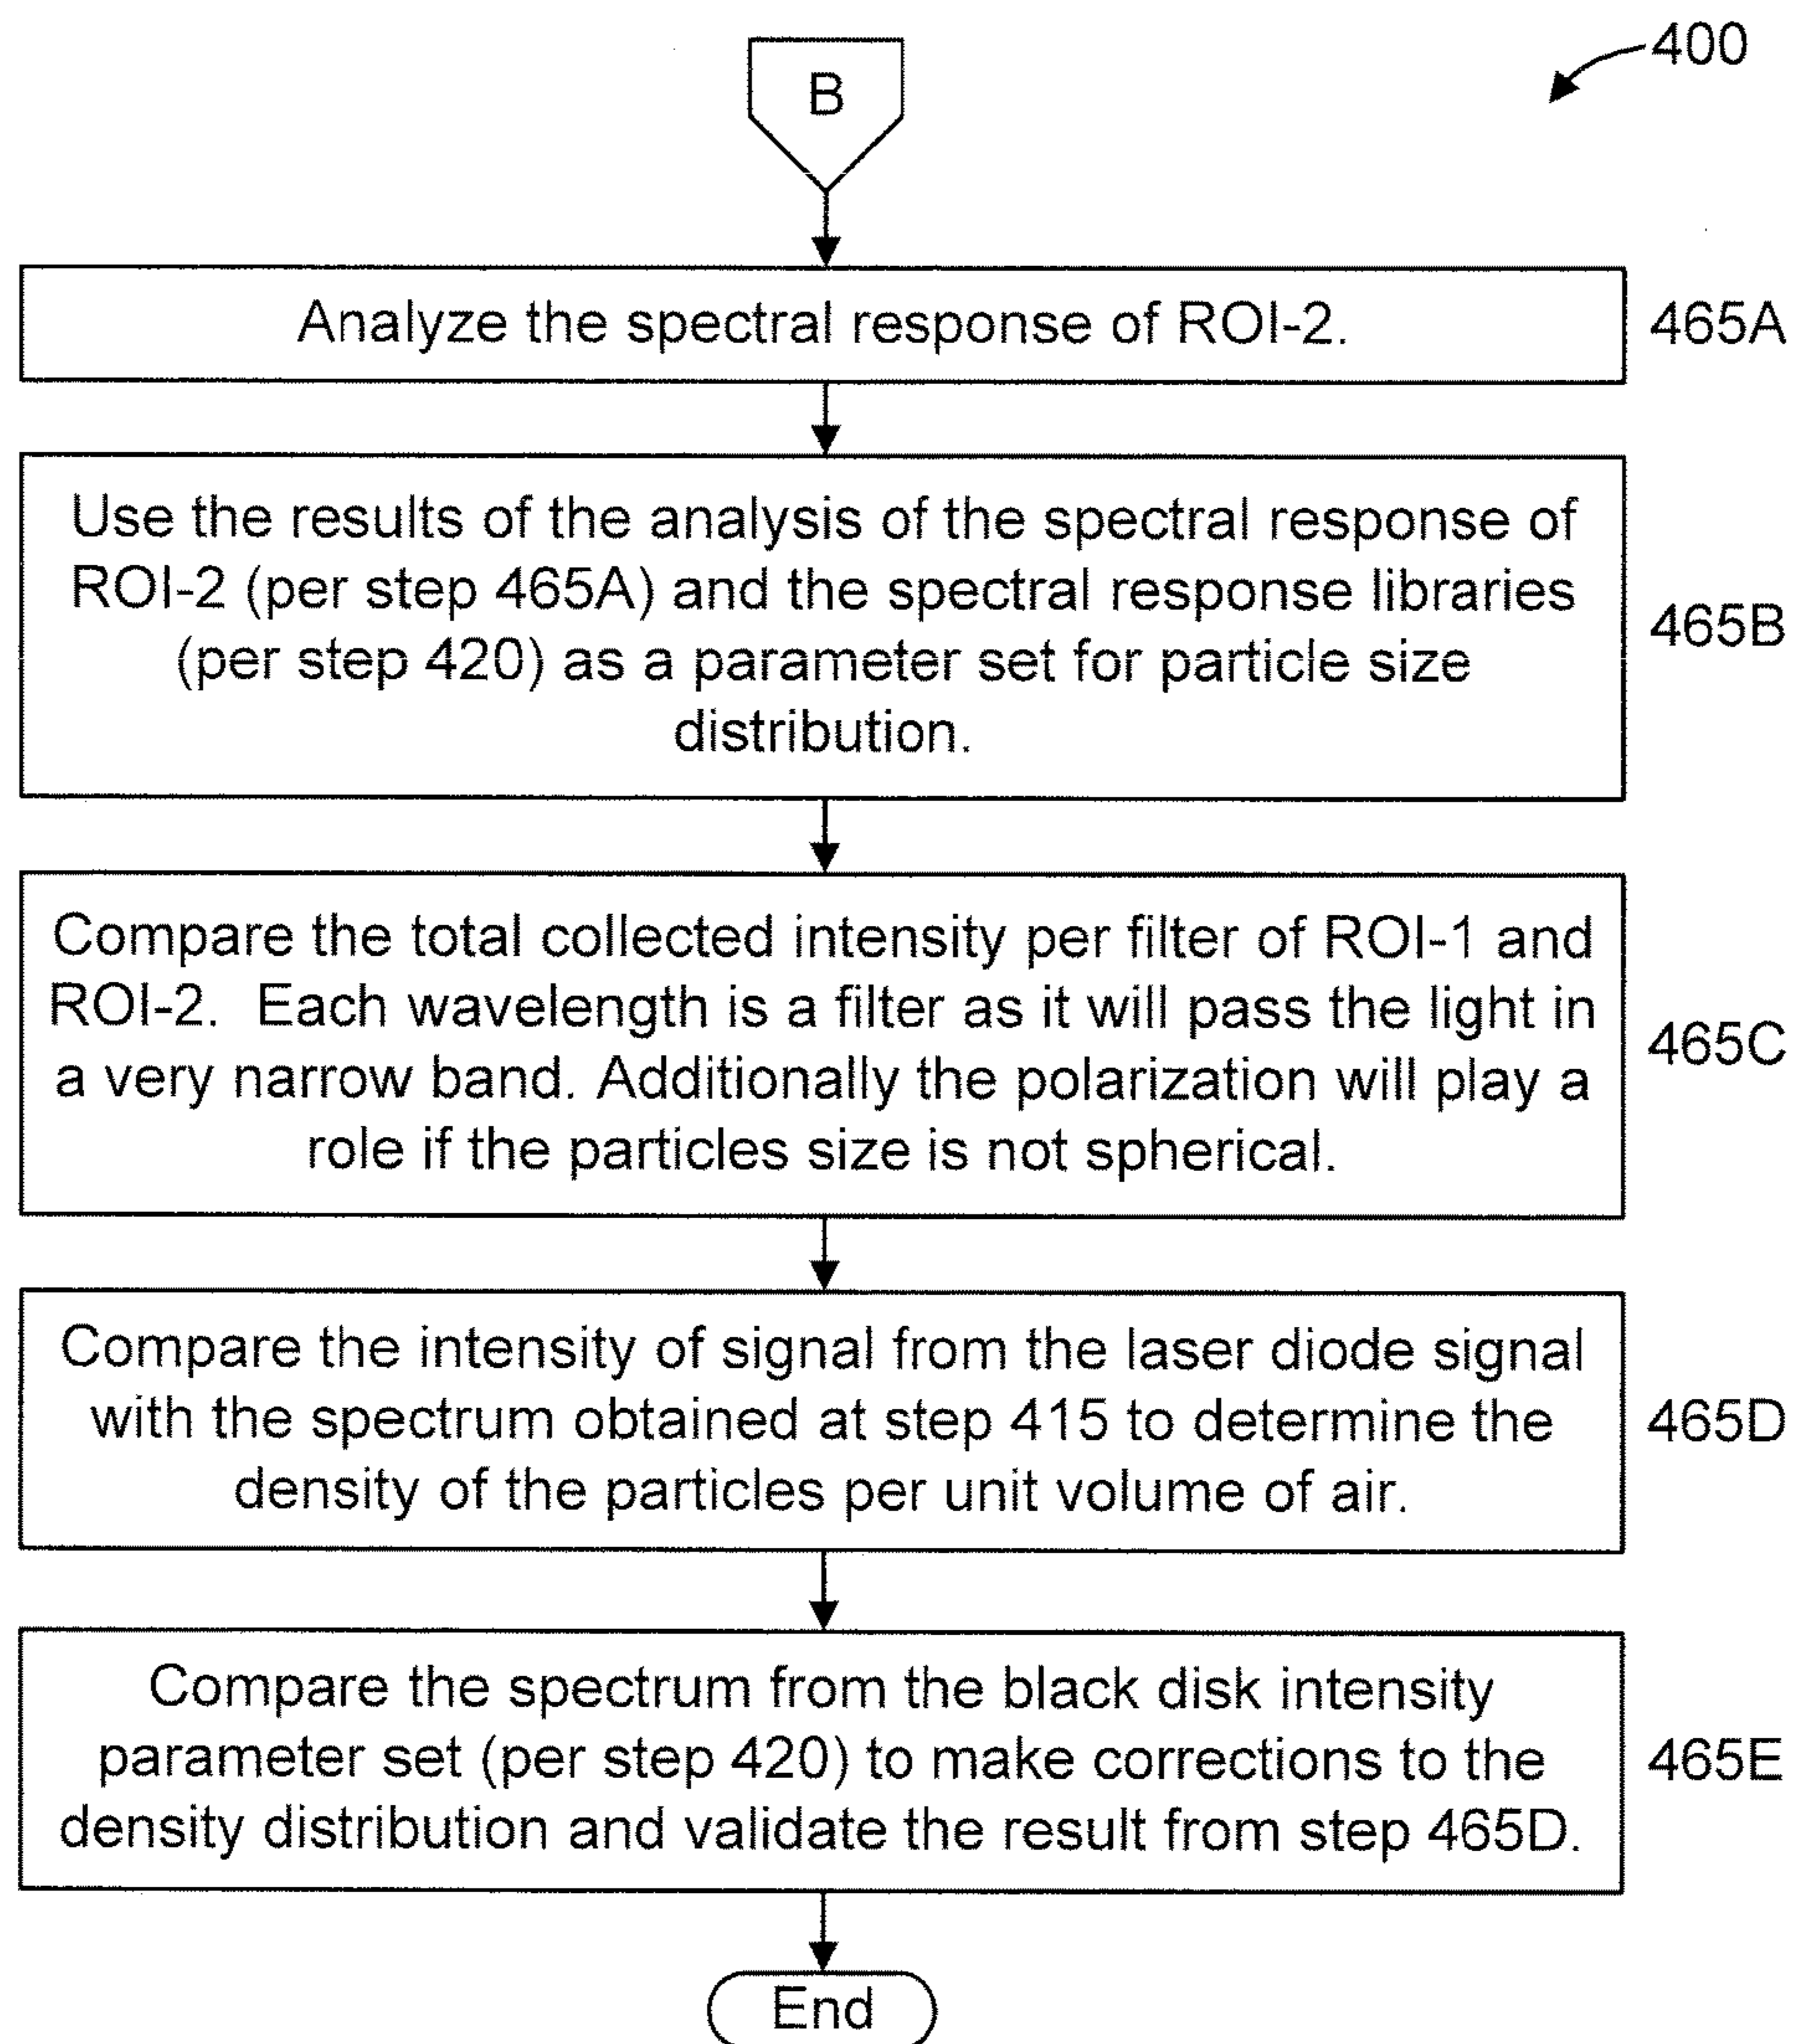 400
B
Analyze the spectral response of ROI-2.
465A
Use the results of the analysis of the spectral response of
ROI-2 (per step 465A) and the spectral response libraries
(per step 420) as a parameter set for particle size
distribution.
465B
Compare the total collected intensity per filter of ROI-1 and
ROI-2.  Each wavelength is a filter as it will pass the light in
a very narrow band. Additionally the polarization will play a
role if the particles size is not spherical.
465C
Compare the intensity of signal from the laser diode signal
with the spectrum obtained at step 415 to determine the
density of the particles per unit volume of air.
465D
Compare the spectrum from the black disk intensity
parameter set (per step 420) to make corrections to the
density distribution and validate the result from step 465D.
465E
End